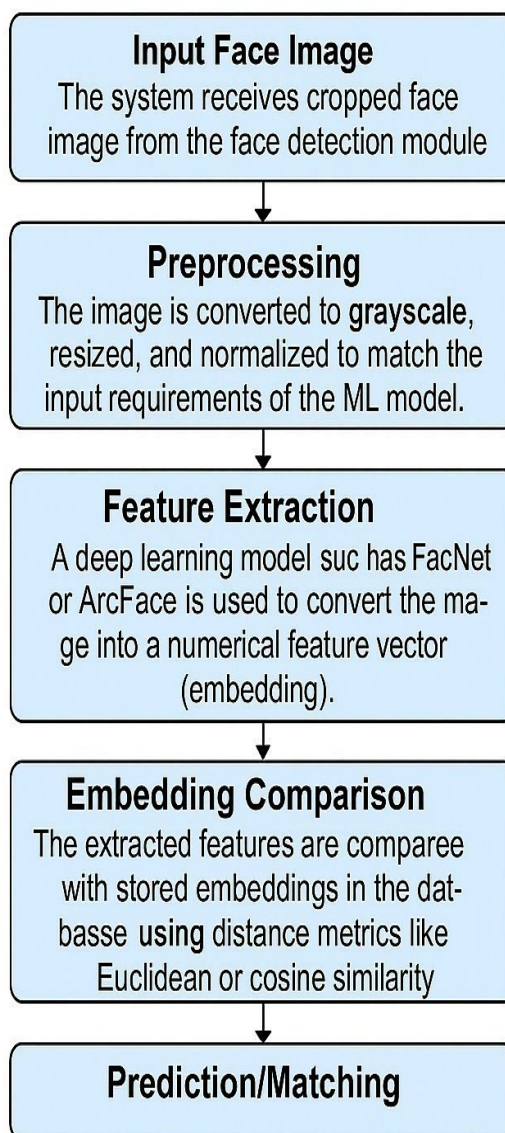 Input Face Image
The system receives cropped face
image from the face detection module
Preprocessing
The image is converted to grayscale,
resized, and normalized to match the
input requirements of the ML model.
Feature Extraction
A deep learning model suc has FacNet
or ArcFace is used to convert the ma-
ge into a numerical feature vector
(embedding).
Embedding Comparison
The extracted features are comparee
with stored embeddings in the dat-
basse using distance metrics like
Euclidean or cosine similarity
Prediction/Matching